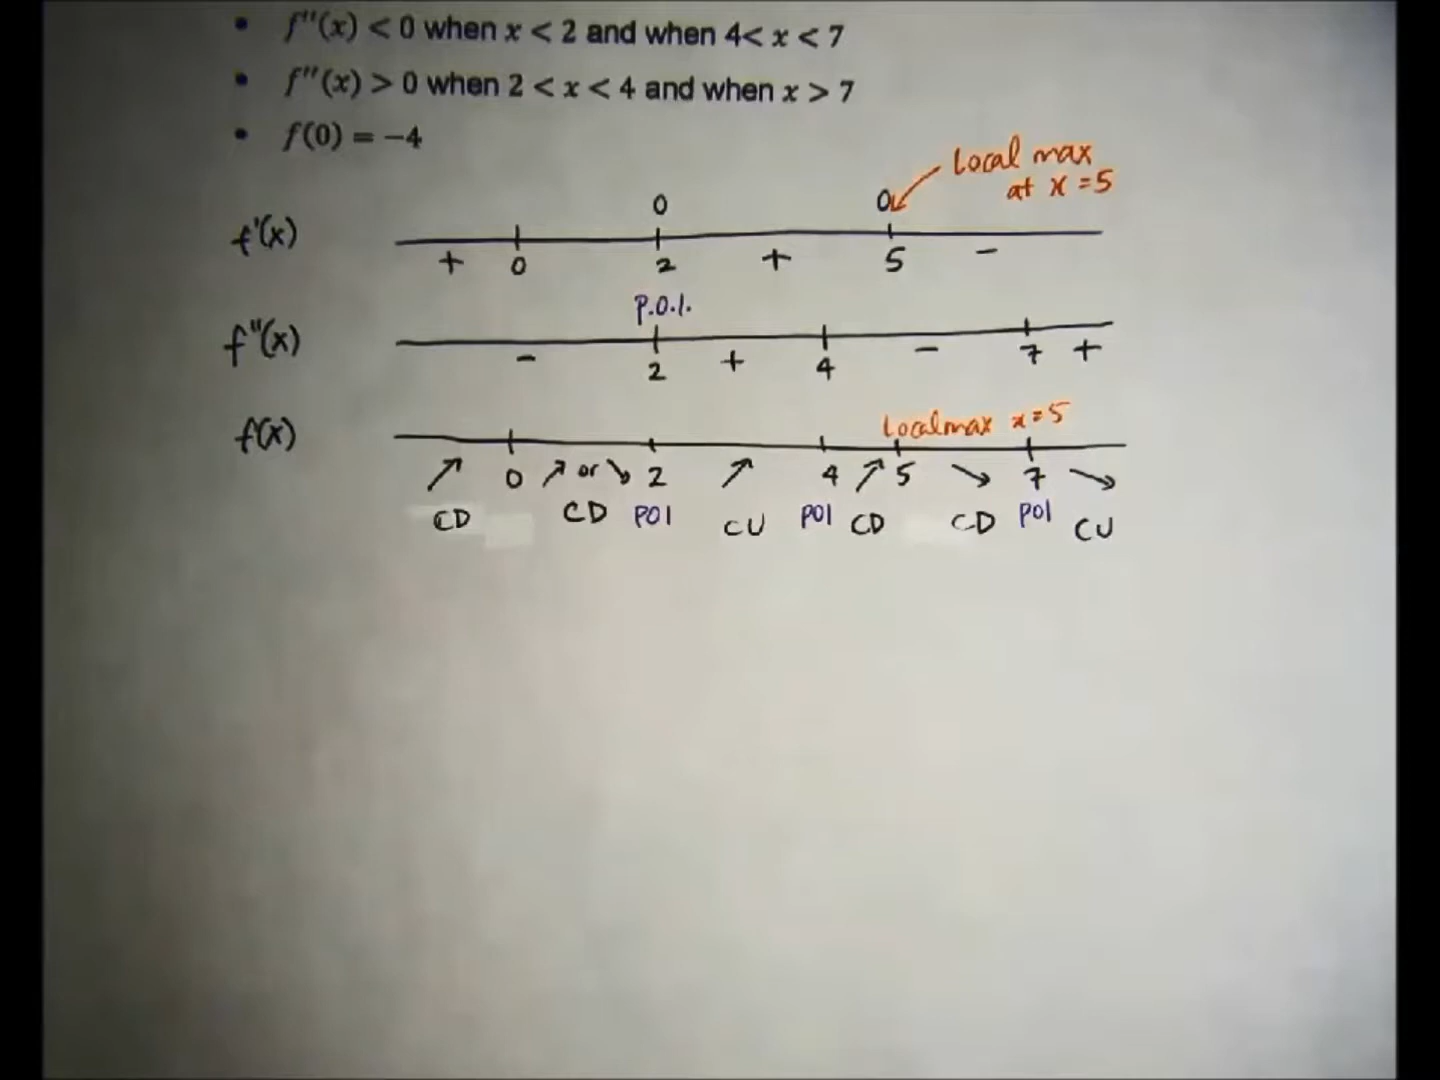 • f''(x) < 0 when x < 2 and when 4< x < 7
• f''(x) > 0 when 2 < x < 4 and when x > 7
• f(0) = −4
Local max
at x = 5
0 0
f'(x)
+ 0 2 + 5 −
P.O.I.
f''(x)
− 2 + 4 − 7 +
Local max x = 5
f(x)
↗ 0 ↗ or ↘ 2 ↗ 4 ↗ 5 ↘ 7 ↘
CD CD POI CU POI CD CD POI CU